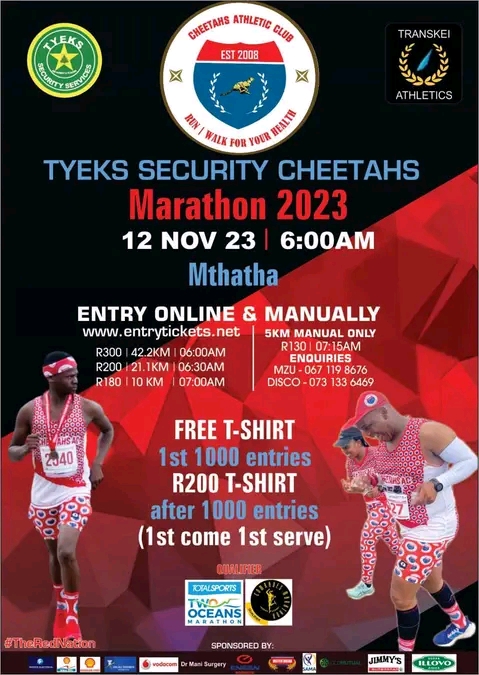 TYEKS
SECURITY SERVICES
CHEETAHS ATHLETIC CLUB
EST 2008
RUN | WALK FOR YOUR HEALTH
TRANSKEI
ATHLETICS
TYEKS SECURITY CHEETAHS
Marathon 2023
12 NOV 23 | 6:00AM
Mthatha
ENTRY ONLINE & MANUALLY
www.entrytickets.net
R300 | 42.2KM | 06:00AM
R200 | 21.1KM | 06:30AM
R180 | 10 KM | 07:00AM
5KM MANUAL ONLY
R130 | 07:15AM
ENQUIRIES
MZU - 067 119 8676
DISCO - 073 133 6469
FREE T-SHIRT
1st 1000 entries
R200 T-SHIRT
after 1000 entries
(1st come 1st serve)
2040
QUALIFIER
TOTALSPORTS
TWO
OCEANS
MARATHON
#TheRedNation
SPONSORED BY:
vodacom
Dr Mani Surgery
SAMA
JIMMY'S
ILLOVO